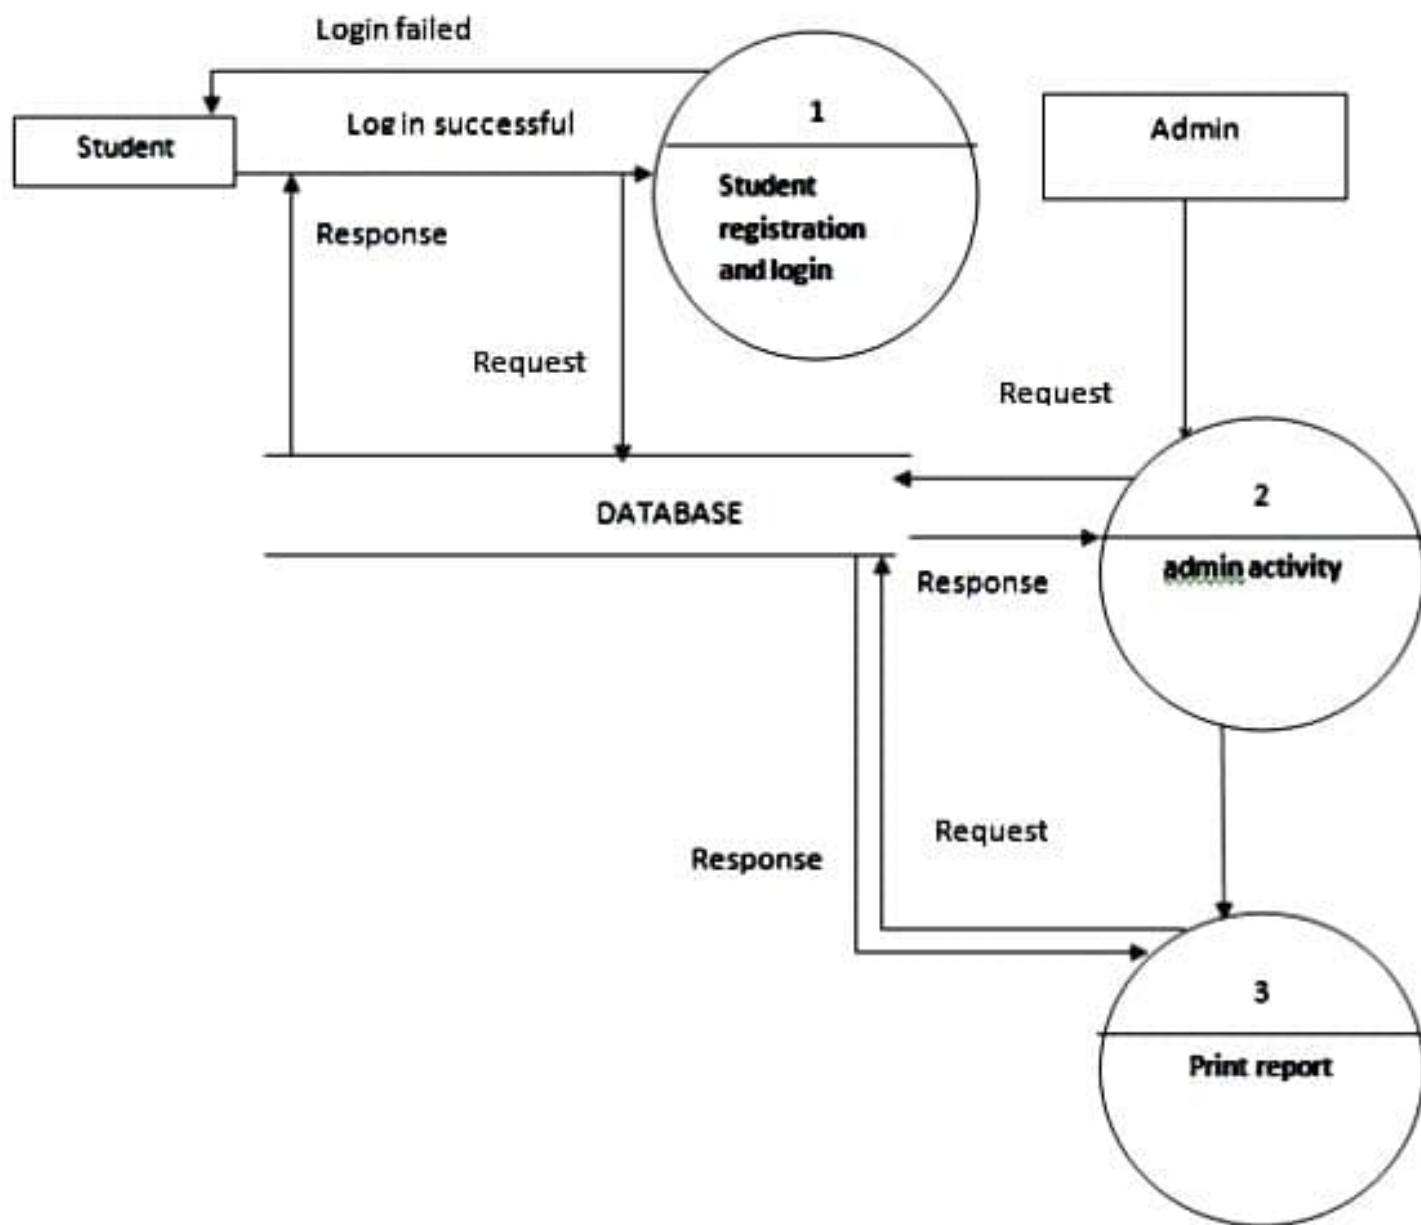 Login failed
1
Student
Log in successful
Admin
Student
registration
and login
Response
Request
Request
2
DATABASE
admin activity
Response
Request
Response
3
Print report